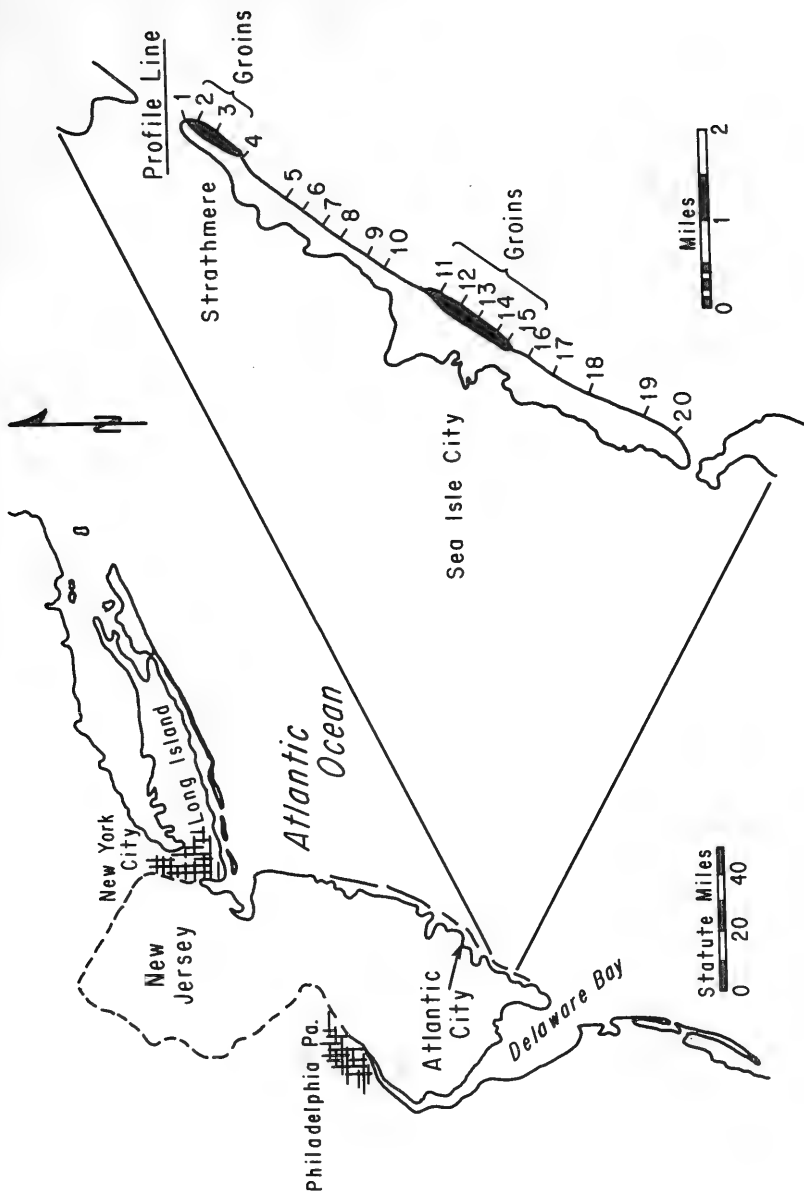 New York
City
Long Island
New
Jersey
Philadelphia Pa.
Atlantic
Ocean
Atlantic
City
Delaware Bay
Statute Miles
0 20 40
N
Profile Line
1
2
3
4
Groins
Strathmere
5
6
7
8
9
10
11
12
13
14
15
Groins
16
17
18
19
20
Sea Isle City
Miles
0 1 2